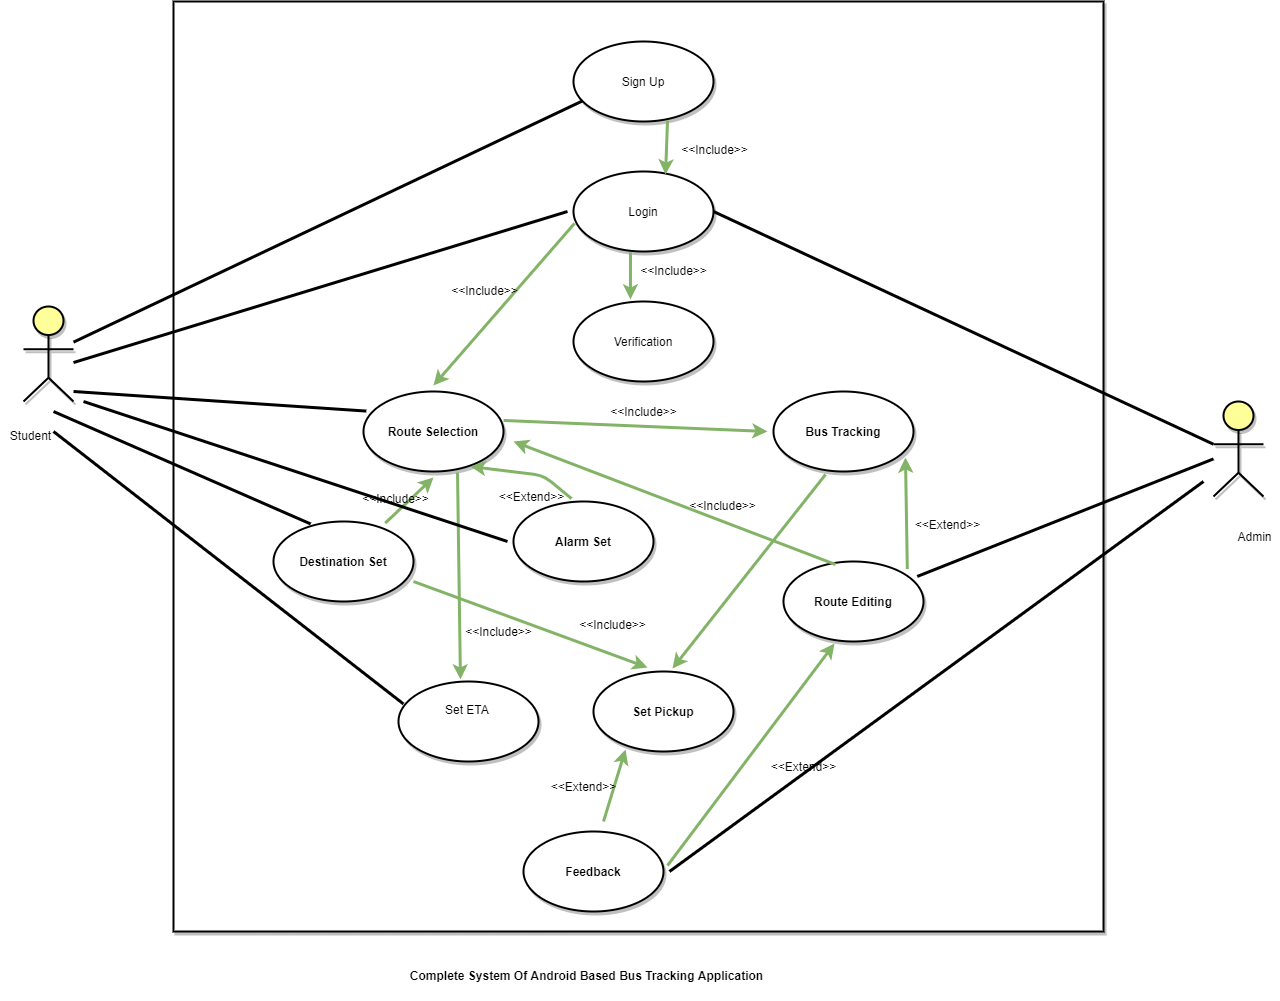 Sign Up
<<Include>>
Login
<<Include>>
<<Include>>
Verification
Student
Route Selection
<<Include>>
Bus Tracking
<<Include>>
<<Extend>>
<<Include>>
<<Extend>>
Admin
Destination Set
Alarm Set
Route Editing
<<Include>>
<<Include>>
Set ETA
Set Pickup
<<Extend>>
<<Extend>>
Feedback
Complete System Of Android Based Bus Tracking Application